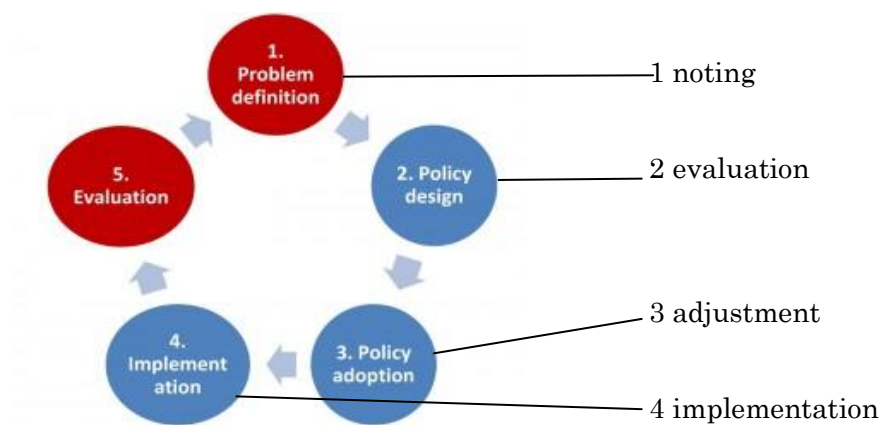 1.
Problem
definition
1 noting
2. Policy
design
2 evaluation
5.
Evaluation
3 adjustment
3. Policy
adoption
4.
Implement
ation
4 implementation